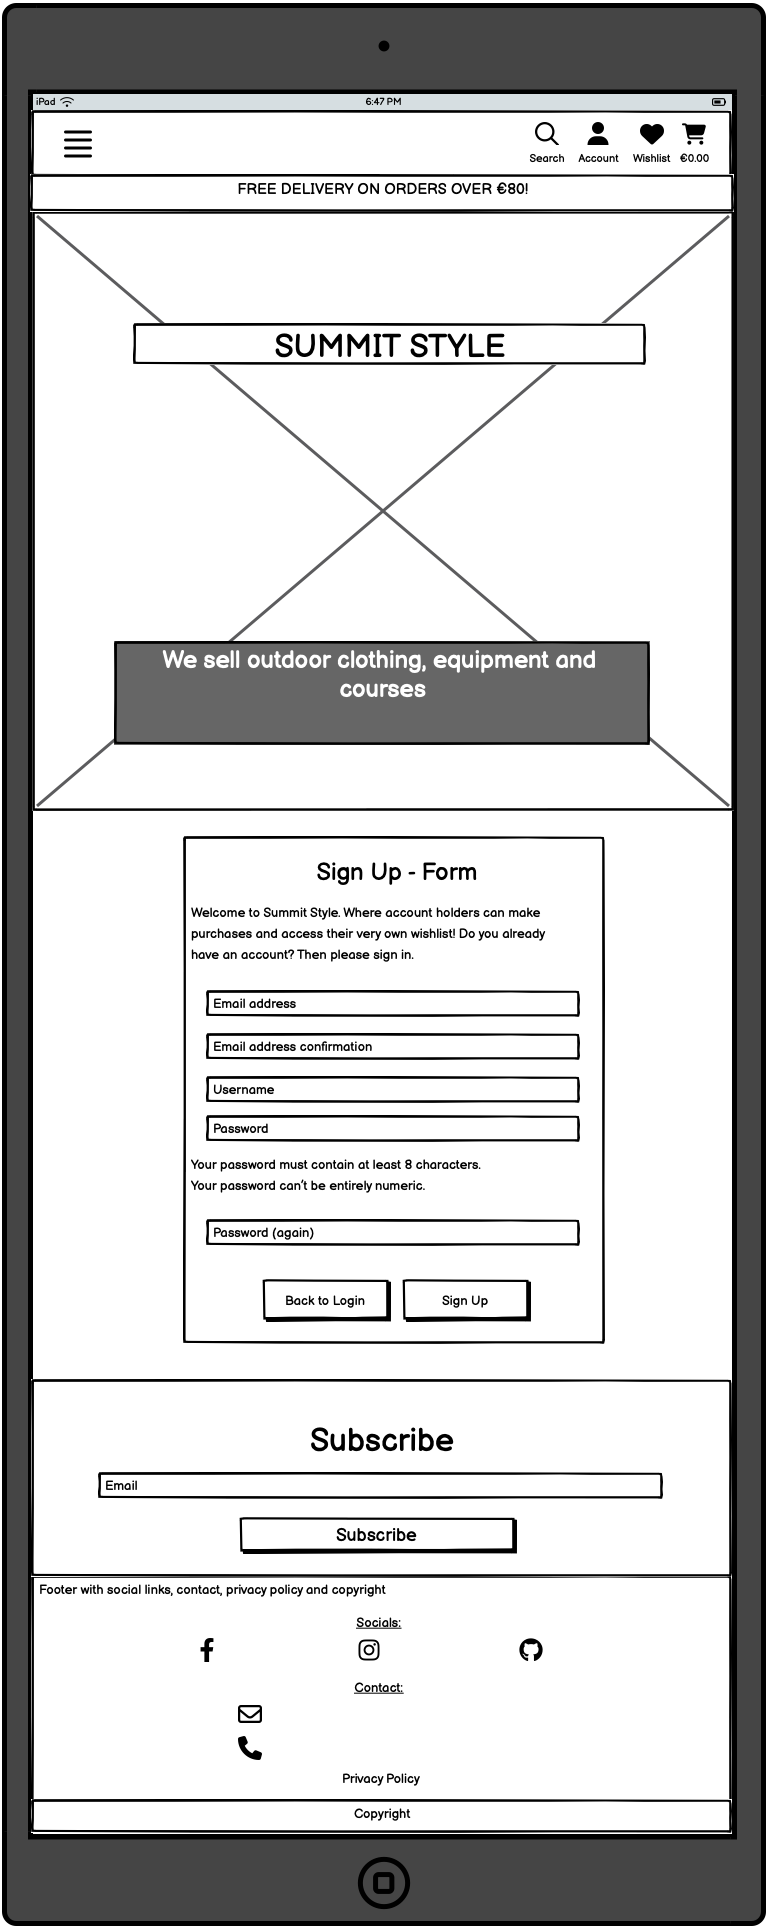 iPad
6:47 PM
Search Account Wishlist €0.00
FREE DELIVERY ON ORDERS OVER €80!
SUMMIT STYLE
We sell outdoor clothing, equipment and
courses
Sign Up - Form
Welcome to Summit Style. Where account holders can make
purchases and access their very own wishlist! Do you already
have an account? Then please sign in.
Email address
Email address confirmation
Username
Password
Your password must contain at least 8 characters.
Your password can't be entirely numeric.
Password (again)
Back to Login Sign Up
Subscribe
Email
Subscribe
Footer with social links, contact, privacy policy and copyright
Socials:
Contact:
Privacy Policy
Copyright